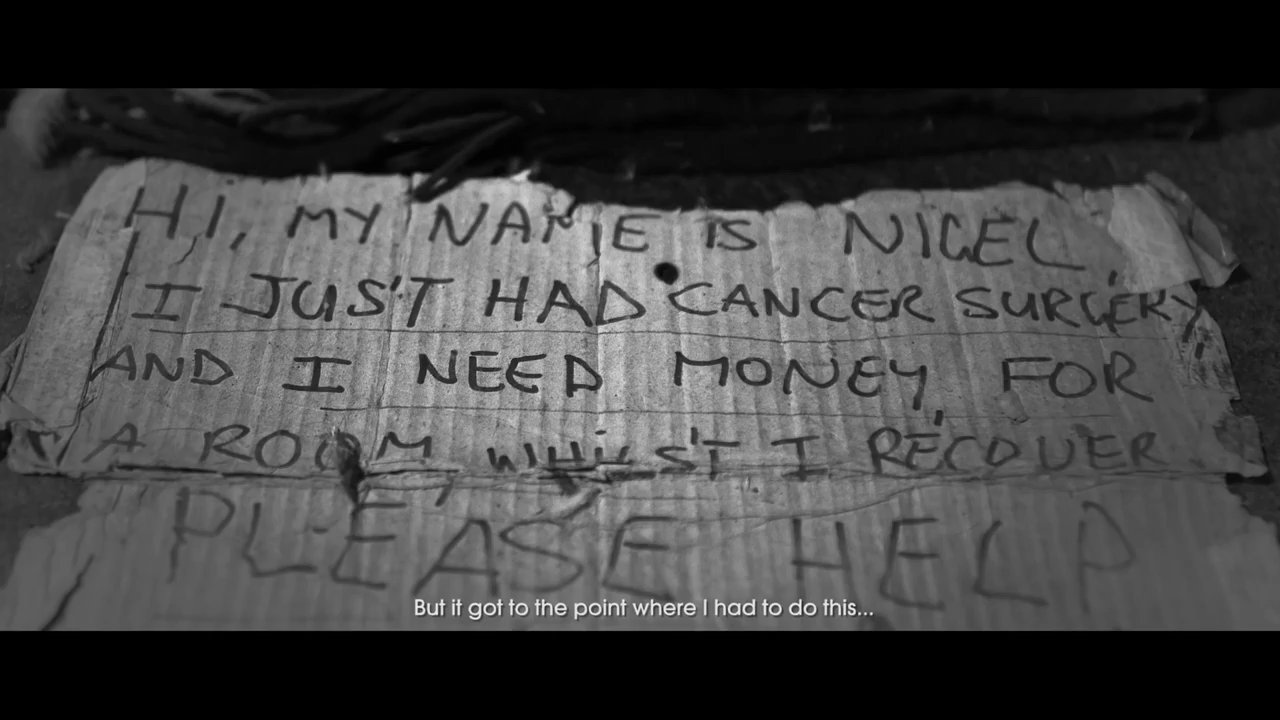 HI, MY NAME IS NIGEL,
I JUS'T HAD CANCER SURGERY
AND I NEED MONEY, FOR
A ROOM WHILST I RECOVER
PLEASE HELP
But it got to the point where I had to do this...